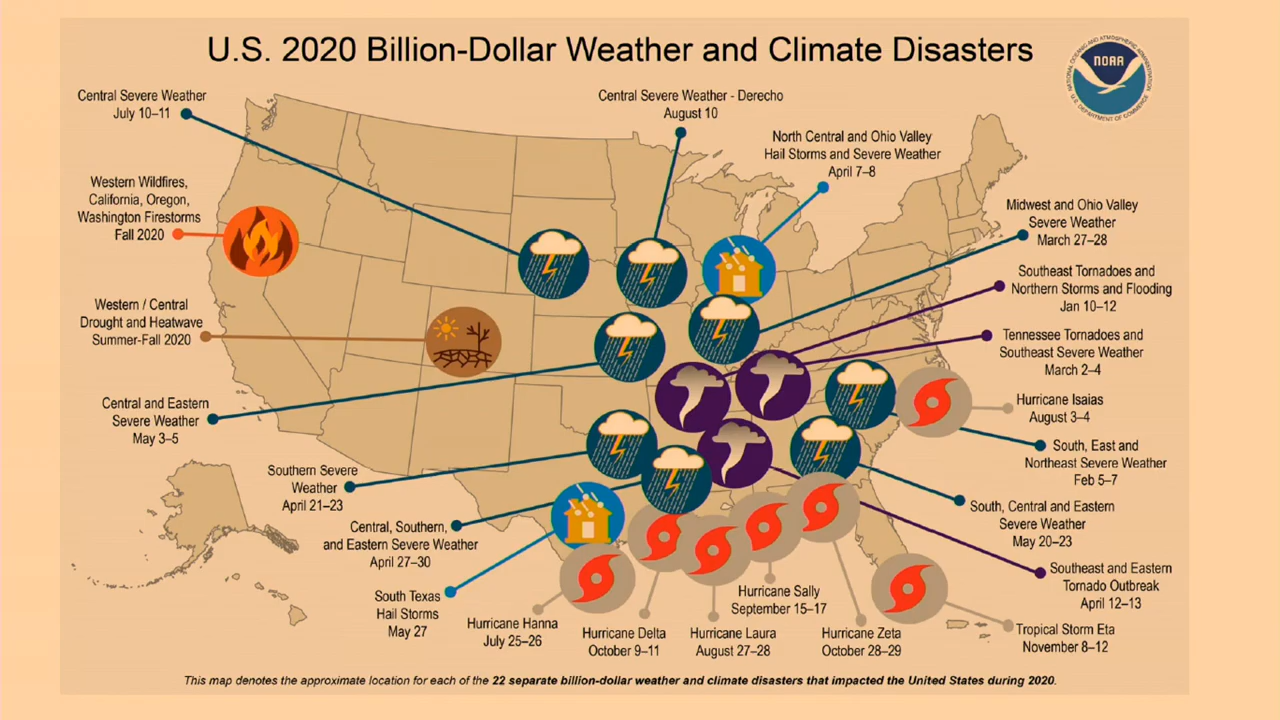 U.S. 2020 Billion-Dollar Weather and Climate Disasters
NOAA
NATIONAL OCEANIC AND ATMOSPHERIC ADMINISTRATION
U.S. DEPARTMENT OF COMMERCE
Central Severe Weather
July 10–11
Central Severe Weather - Derecho
August 10
North Central and Ohio Valley
Hail Storms and Severe Weather
April 7–8
Western Wildfires,
California, Oregon,
Washington Firestorms
Fall 2020
Midwest and Ohio Valley
Severe Weather
March 27–28
Southeast Tornadoes and
Northern Storms and Flooding
Jan 10–12
Western / Central
Drought and Heatwave
Summer-Fall 2020
Tennessee Tornadoes and
Southeast Severe Weather
March 2–4
Central and Eastern
Severe Weather
May 3–5
Hurricane Isaias
August 3–4
South, East and
Northeast Severe Weather
Feb 5–7
Southern Severe
Weather
April 21–23
South, Central and Eastern
Severe Weather
May 20–23
Central, Southern,
and Eastern Severe Weather
April 27–30
Southeast and Eastern
Tornado Outbreak
April 12–13
South Texas
Hail Storms
May 27
Hurricane Hanna
July 25–26
Hurricane Delta
October 9–11
Hurricane Laura
August 27–28
Hurricane Sally
September 15–17
Hurricane Zeta
October 28–29
Tropical Storm Eta
November 8–12
This map denotes the approximate location for each of the 22 separate billion-dollar weather and climate disasters that impacted the United States during 2020.